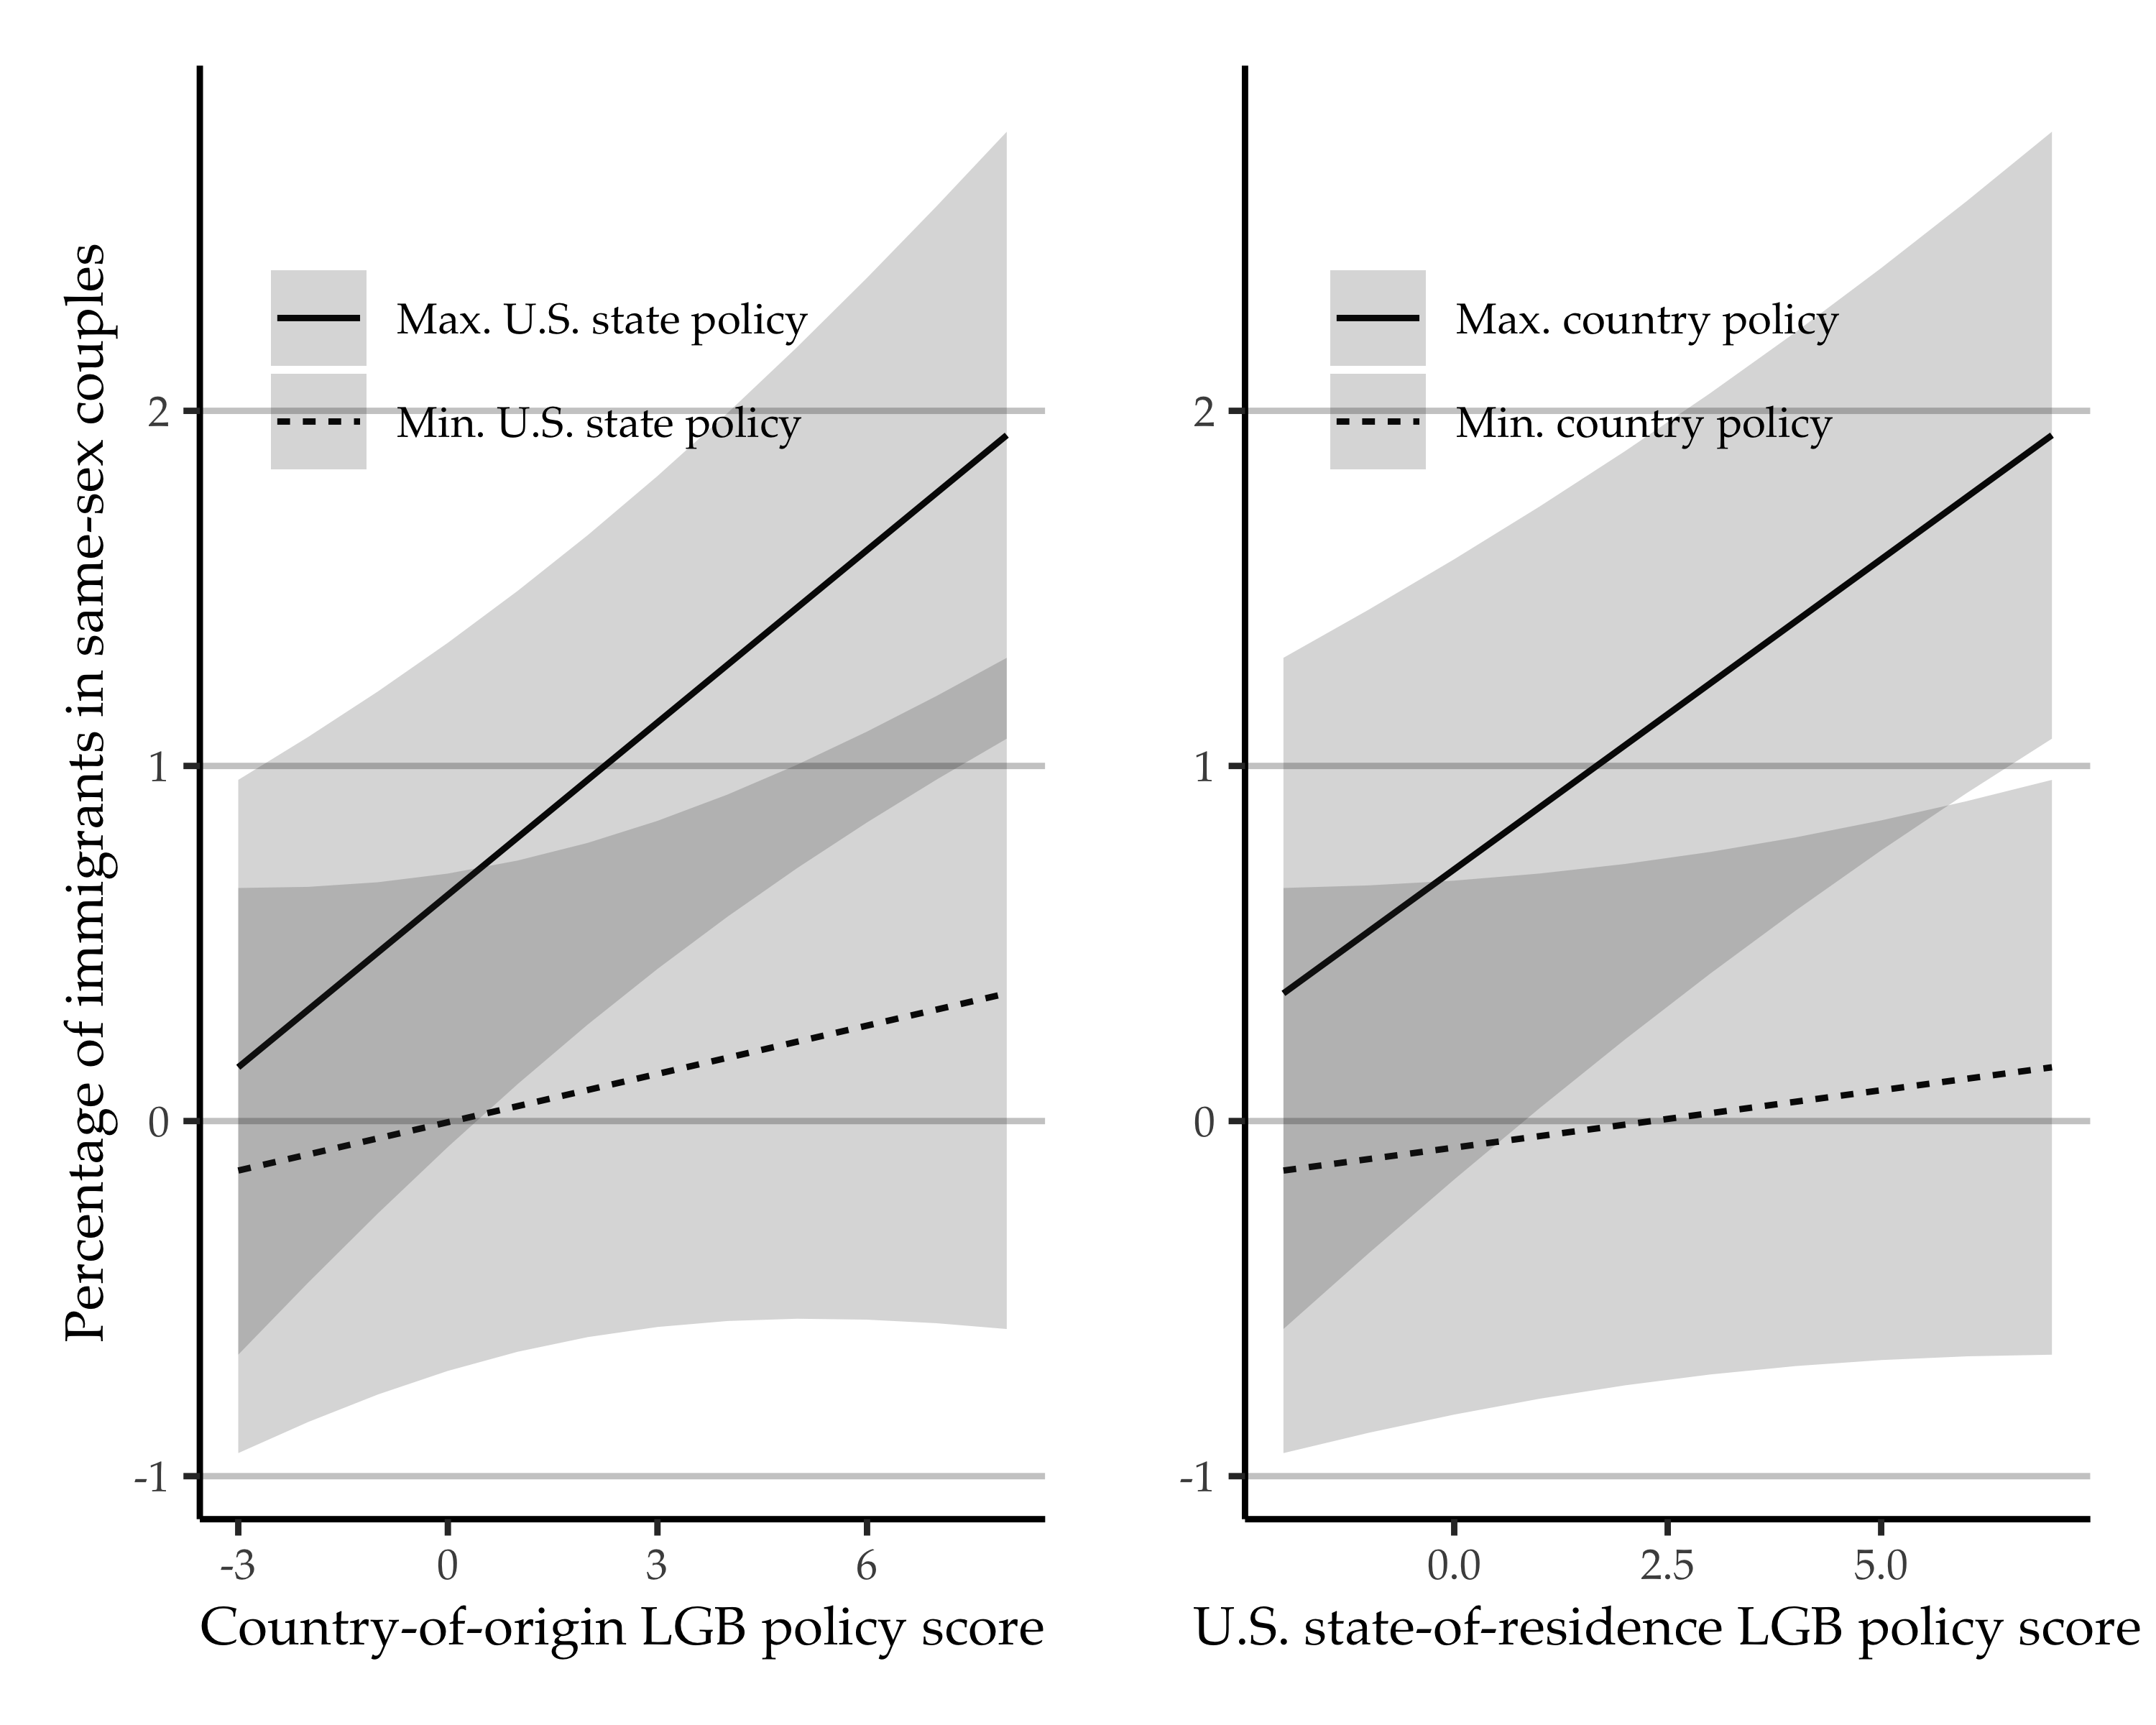 Percentage of immigrants in same-sex couples
Max. U.S. state policy
Min. U.S. state policy
2
1
0
-1
-3 0 3 6
Country-of-origin LGB policy score
Max. country policy
Min. country policy
2
1
0
-1
0.0 2.5 5.0
U.S. state-of-residence LGB policy score